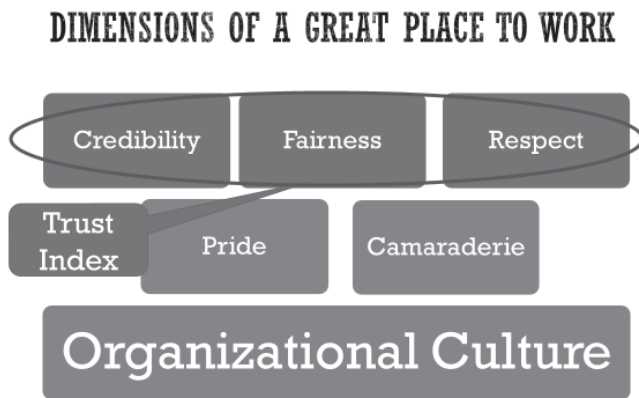 DIMENSIONS OF A GREAT PLACE TO WORK
Credibility
Fairness
Respect
Trust
Index
Pride
Camaraderie
Organizational Culture